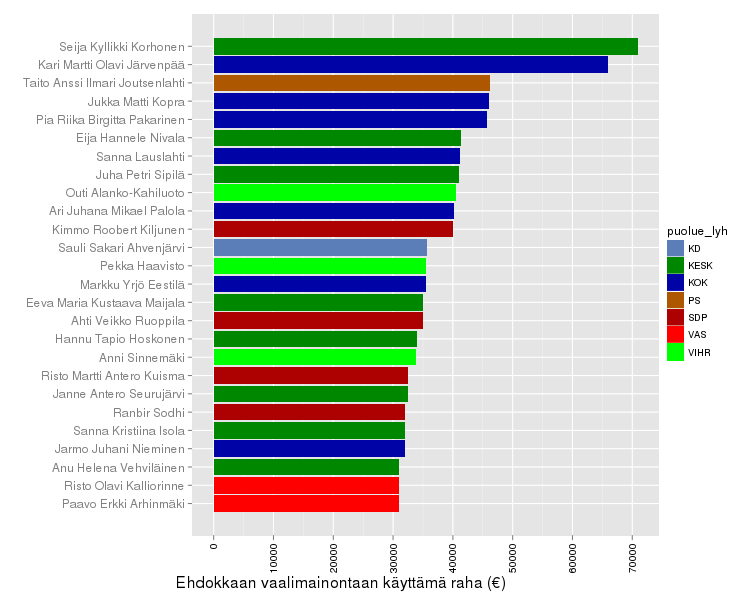 Seija Kyllikki Korhonen
Kari Martti Olavi Järvenpää
Taito Anssi Ilmari Joutsenlahti
Jukka Matti Kopra
Pia Riika Birgitta Pakarinen
Eija Hannele Nivala
Sanna Lauslahti
Juha Petri Sipilä
Outi Alanko-Kahiluoto
Ari Juhana Mikael Palola
Kimmo Roobert Kiljunen
Sauli Sakari Ahvenjärvi
Pekka Haavisto
Markku Yrjö Eestilä
Eeva Maria Kustaava Maijala
Ahti Veikko Ruoppila
Hannu Tapio Hoskonen
Anni Sinnemäki
Risto Martti Antero Kuisma
Janne Antero Seurujärvi
Ranbir Sodhi
Sanna Kristiina Isola
Jarmo Juhani Nieminen
Anu Helena Vehviläinen
Risto Olavi Kalliorinne
Paavo Erkki Arhinmäki
0
10000
20000
30000
40000
50000
60000
70000
Ehdokkaan vaalimainontaan käyttämä raha (€)
puolue_lyh
KD
KESK
KOK
PS
SDP
VAS
VIHR